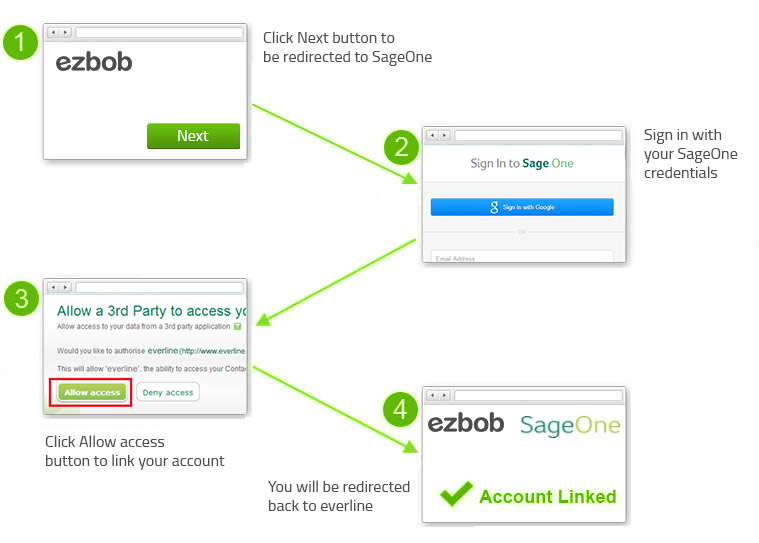 1
ezbob
Next
Click Next button to
be redirected to SageOne
2
Sign In to Sage One
Sign in with Google
OR
Email Address
Sign in with
your SageOne
credentials
3
Allow a 3rd Party to access yo
Allow access to your data from a 3rd party application
Would you like to authorise everline (http://www.everline.
This will allow 'everline', the ability to access your Conta
Allow access
Deny access
Click Allow access
button to link your account
4
ezbob SageOne
Account Linked
You will be redirected
back to everline